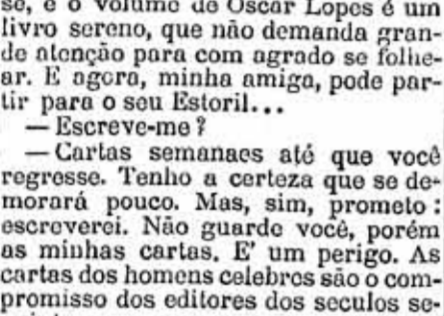 se, e o volume de Oscar Lopes é um
livro sereno, que não demanda gran-
de atenção para com agrado se folhe-
ar. E agora, minha amiga, pode par-
tir para o seu Estoril...
— Escreve-me ?
— Cartas semanaes até que você
regresse. Tenho a certeza que se de-
morará pouco. Mas, sim, prometo :
escreverei. Não guarde você, porém
as minhas cartas. E' um perigo. As
cartas dos homens celebres são o com-
promisso dos editores dos seculos se-